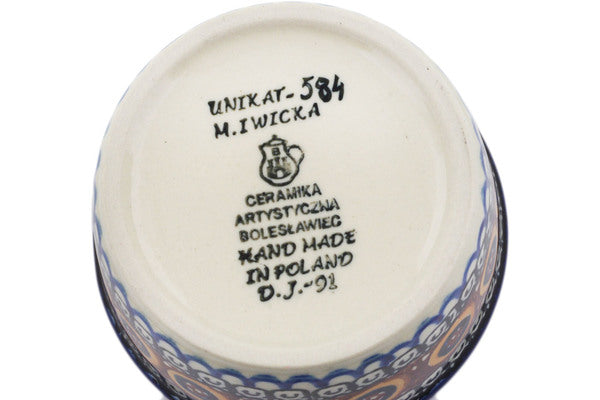 UNIKAT-584
M.IWICKA
CERAMIKA
ARTYSTYCZNA
BOLESŁAWIEC
HAND MADE
IN POLAND
D.J.-91